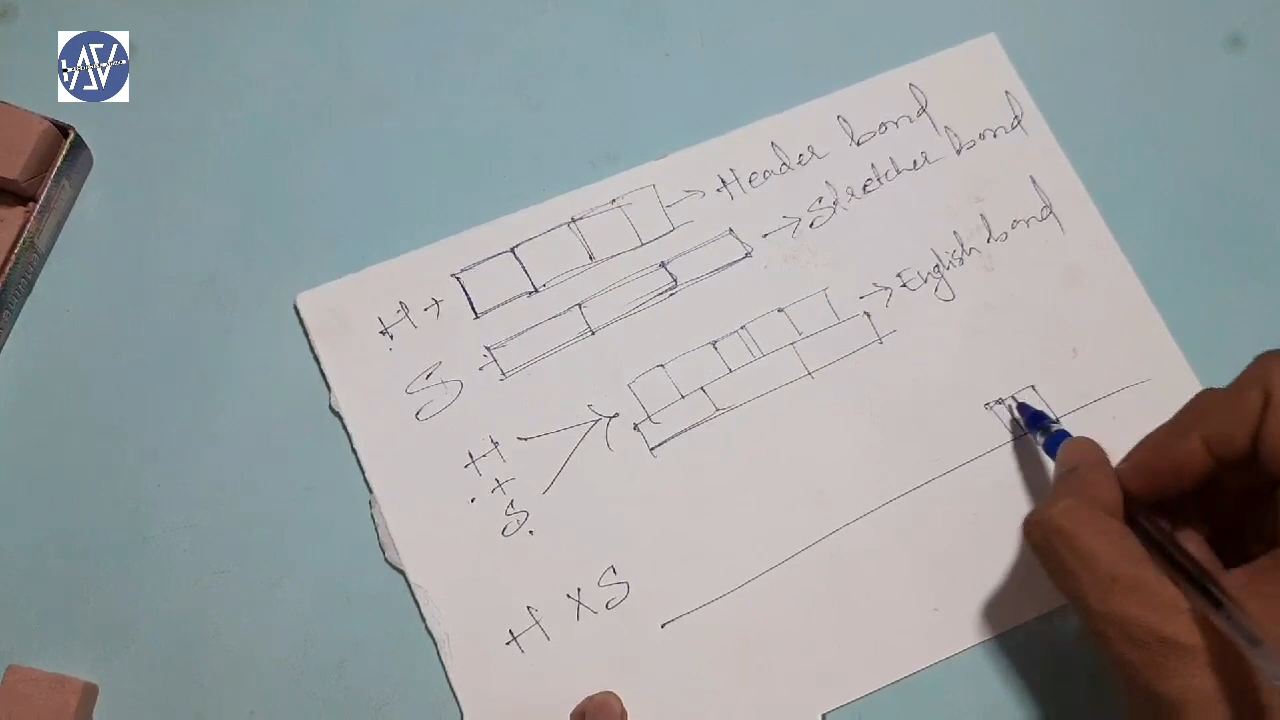 H → Header bond
S → Stretcher bond
H
+
S. → English bond
H X S